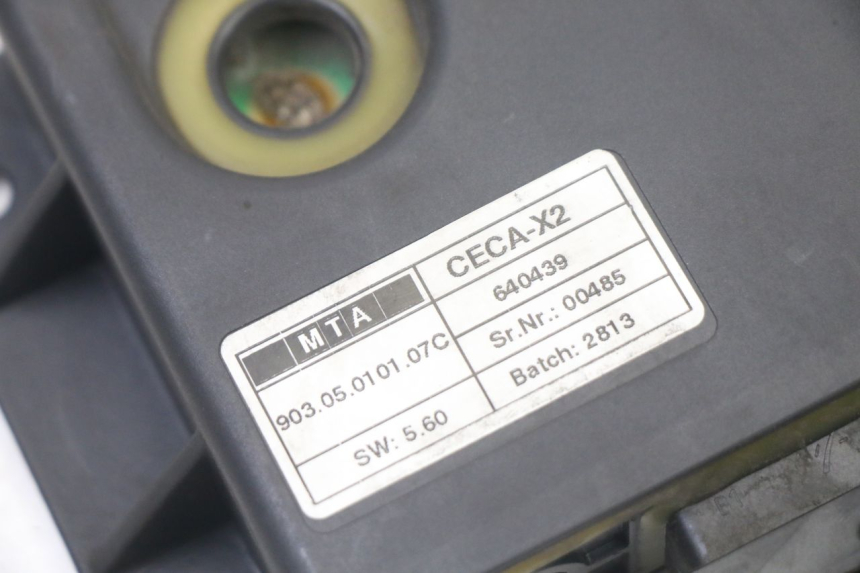 MTA
903.05.0101.07C
SW: 5.60
CECA-X2
640439
Sr.Nr.: 00485
Batch: 2813